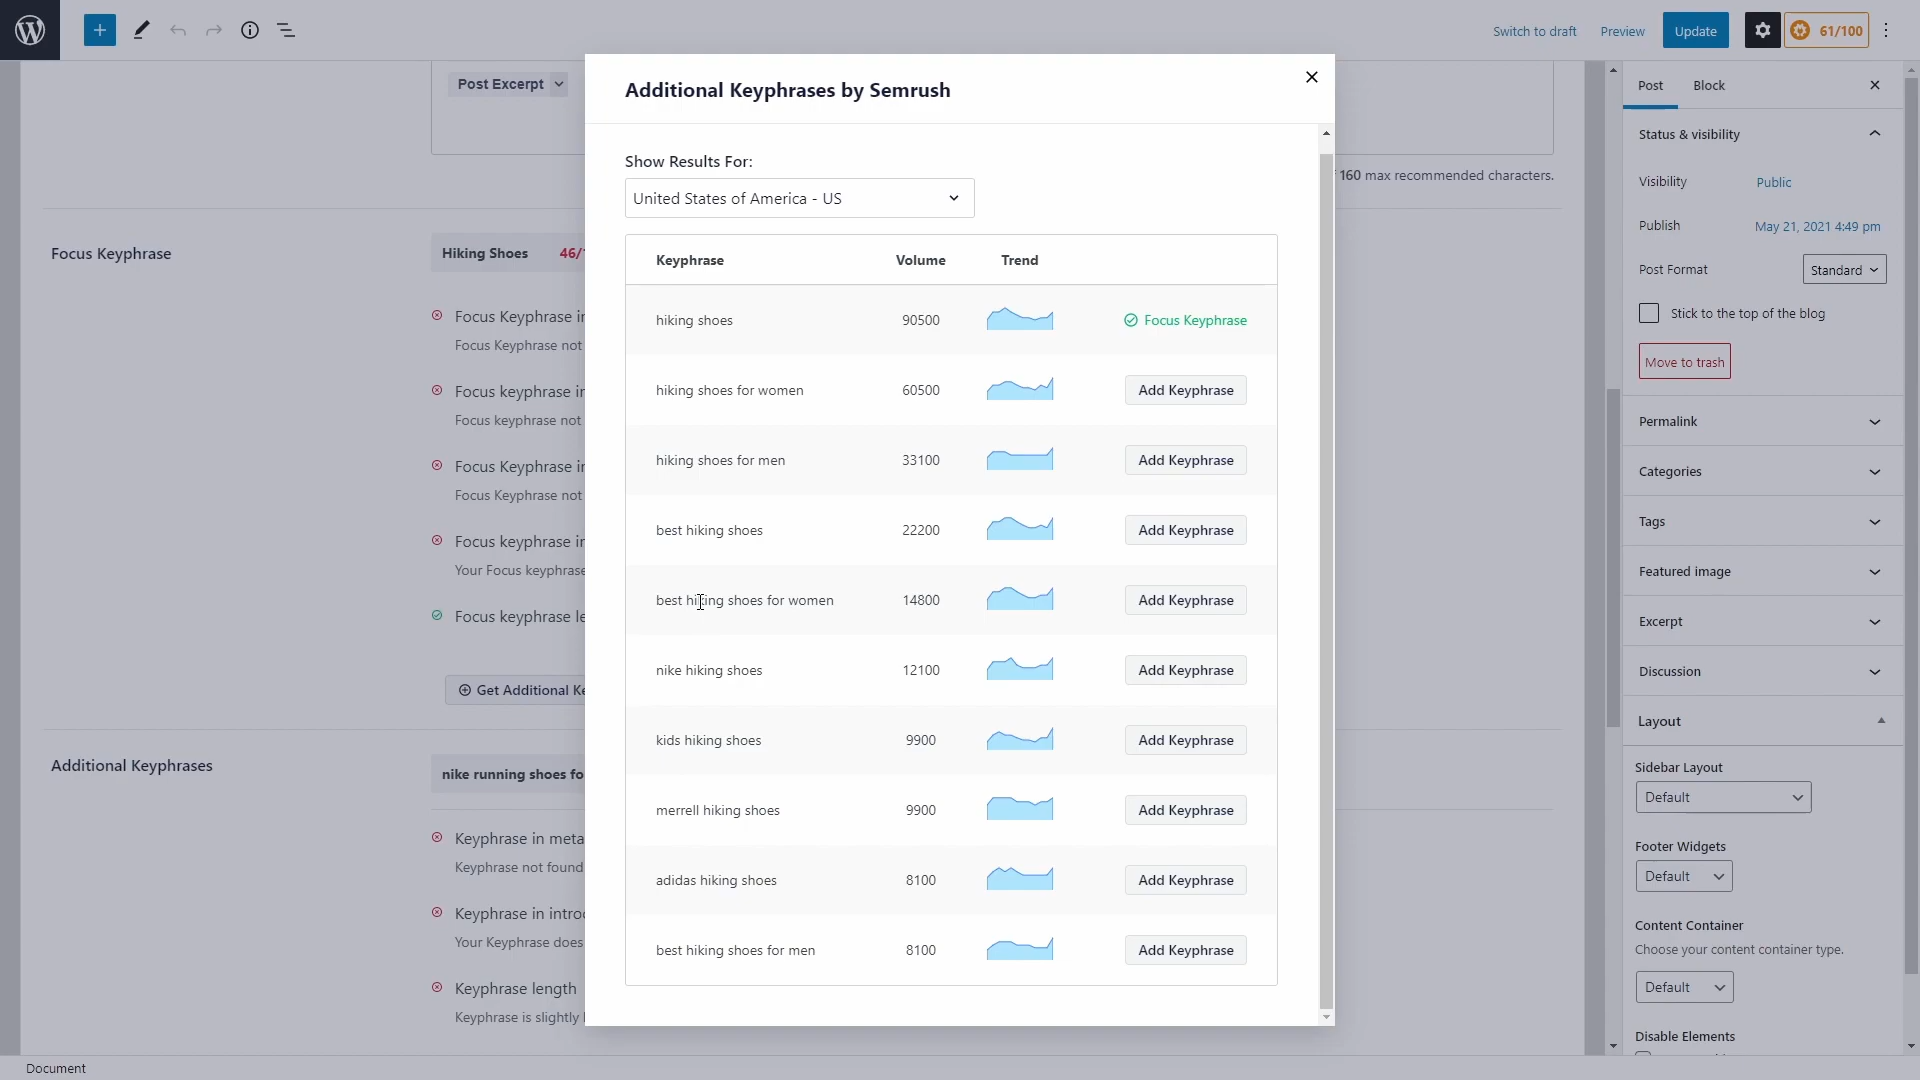 Switch to draft
Preview
Update
61/100
Post Excerpt
Additional Keyphrases by Semrush
Post
Block
Show Results For:
United States of America - US
160 max recommended characters.
Status & visibility
Visibility
Public
Publish
May 21, 2021 4:49 pm
Post Format
Standard
Stick to the top of the blog
Move to trash
Permalink
Categories
Tags
Featured image
Excerpt
Discussion
Layout
Sidebar Layout
Default
Footer Widgets
Default
Content Container
Choose your content container type.
Default
Disable Elements
Focus Keyphrase
Hiking Shoes
46/
Focus Keyphrase in
Focus Keyphrase not
Focus keyphrase in
Focus keyphrase not
Focus Keyphrase in
Focus Keyphrase not
Focus keyphrase in
Your Focus keyphrase
Focus keyphrase le
Get Additional Ke
Additional Keyphrases
nike running shoes fo
Keyphrase in meta
Keyphrase not found
Keyphrase in intro
Your Keyphrase does
Keyphrase length
Keyphrase is slightly
Keyphrase Volume Trend
hiking shoes 90500 Focus Keyphrase
hiking shoes for women 60500 Add Keyphrase
hiking shoes for men 33100 Add Keyphrase
best hiking shoes 22200 Add Keyphrase
best hiking shoes for women 14800 Add Keyphrase
nike hiking shoes 12100 Add Keyphrase
kids hiking shoes 9900 Add Keyphrase
merrell hiking shoes 9900 Add Keyphrase
adidas hiking shoes 8100 Add Keyphrase
best hiking shoes for men 8100 Add Keyphrase
Document